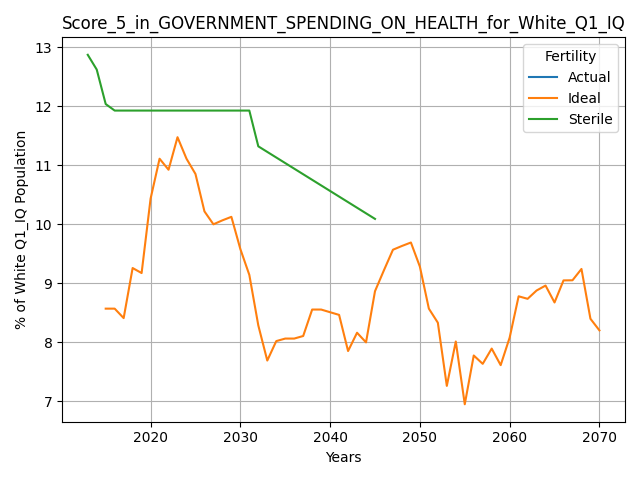 Score_5_in_GOVERNMENT_SPENDING_ON_HEALTH_for_White_Q1_IQ
13
12
11
10
9
8
7
% of White Q1_IQ Population
Fertility
Actual
Ideal
Sterile
2020 2030 2040 2050 2060 2070
Years